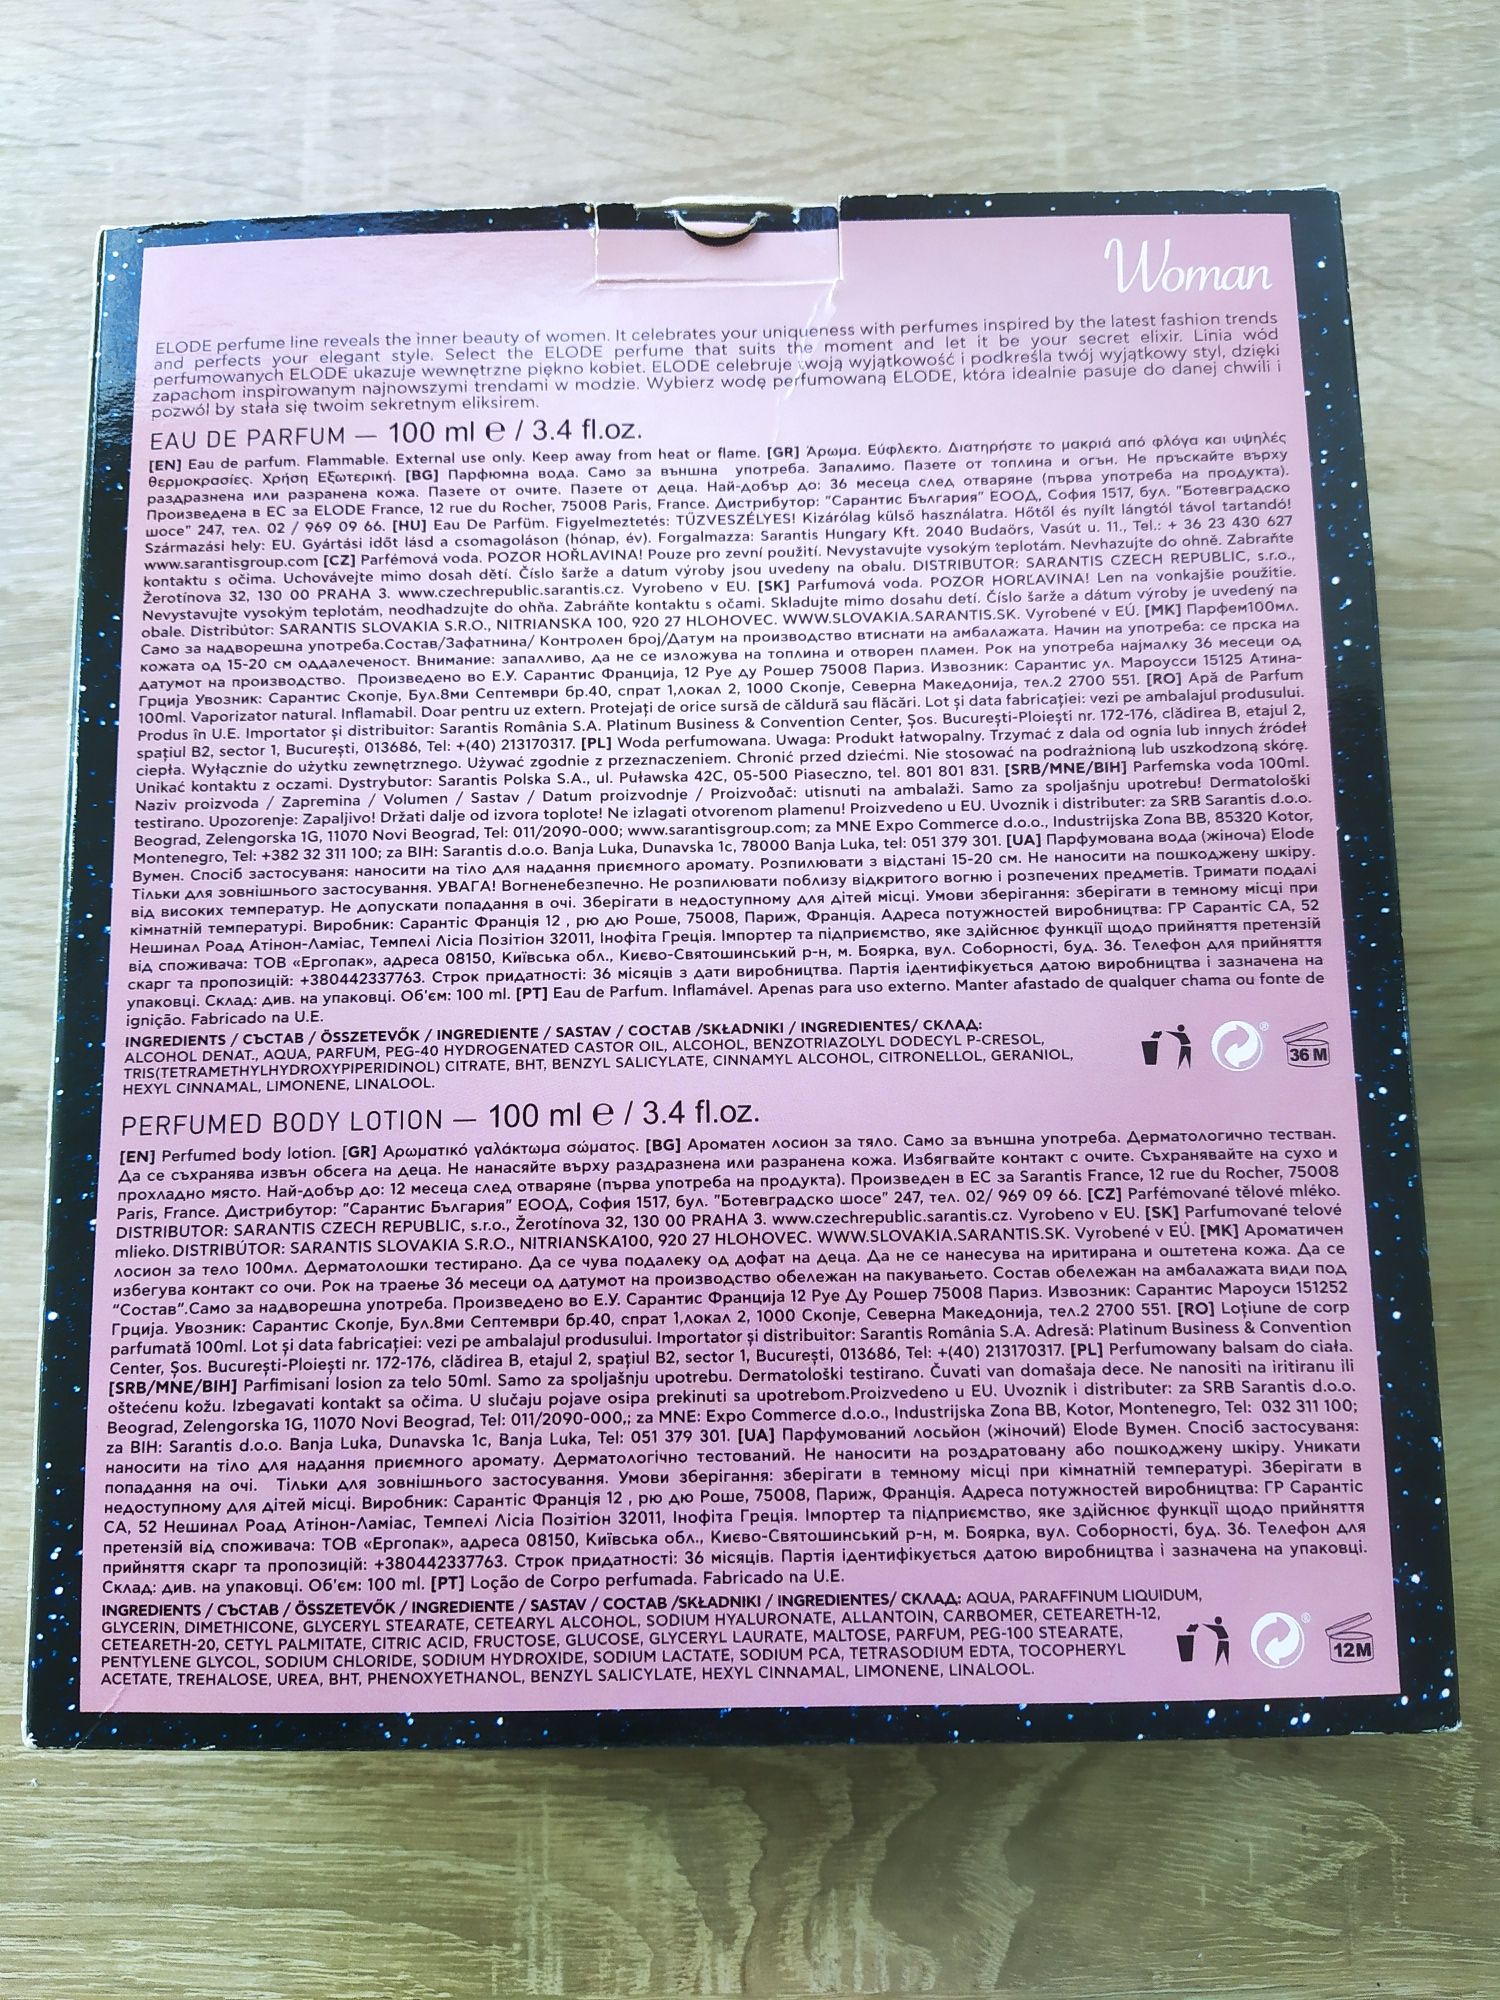 Woman
ELODE perfume line reveals the inner beauty of women. It celebrates your uniqueness with perfumes inspired by the latest fashion trends
and perfects your elegant style. Select the ELODE perfume that suits the moment and let it be your secret elixir. Linia wód
perfumowanych ELODE ukazuje wewnętrzne piękno kobiet. ELODE celebruje twoją wyjątkowość i podkreśla twój wyjątkowy styl, dzięki
zapachom inspirowanym najnowszymi trendami w modzie. Wybierz wodę perfumowaną ELODE, która idealnie pasuje do danej chwili i
pozwól by stała się twoim sekretnym eliksirem.
EAU DE PARFUM — 100 ml ℮ / 3.4 fl.oz.
[EN] Eau de parfum. Flammable. External use only. Keep away from heat or flame. [GR] Άρωμα. Εύφλεκτο. Διατηρήστε το μακριά από φλόγα και υψηλές
θερμοκρασίες. Χρήση Εξωτερική. [BG] Парфюмна вода. Само за външна употреба. Запалимо. Пазете от топлина и огън. Не пръскайте върху
раздразнена или разранена кожа. Пазете от очите. Пазете от деца. Най-добър до: 36 месеца след отваряне (първа употреба на продукта).
Произведена в ЕС за ELODE France, 12 rue du Rocher, 75008 Paris, France. Дистрибутор: "Сарантис България" ЕООД, София 1517, бул. "Ботевградско
шосе" 247, тел. 02 / 969 09 66. [HU] Eau De Parfüm. Figyelmeztetés: TŰZVESZÉLYES! Kizárólag külső használatra. Hőtől és nyílt lángtól távol tartandó!
Származási hely: EU. Gyártási időt lásd a csomagoláson (hónap, év). Forgalmazza: Sarantis Hungary Kft. 2040 Budaörs, Vasút u. 11., Tel.: + 36 23 430 627
www.sarantisgroup.com [CZ] Parfémová voda. POZOR HOŘLAVINA! Pouze pro zevní použití. Nevystavujte vysokým teplotám. Nevhazujte do ohně. Zabraňte
kontaktu s očima. Uchovávejte mimo dosah dětí. Číslo šarže a datum výroby jsou uvedeny na obalu. DISTRIBUTOR: SARANTIS CZECH REPUBLIC, s.r.o.,
Žerotínova 32, 130 00 PRAHA 3. www.czechrepublic.sarantis.cz. Vyrobeno v EU. [SK] Parfumová voda. POZOR HORĽAVINA! Len na vonkajšie použitie.
Nevystavujte vysokým teplotám, neodhadzujte do ohňa. Zabráňte kontaktu s očami. Skladujte mimo dosahu detí. Číslo šarže a dátum výroby je uvedený na
obale. Distribútor: SARANTIS SLOVAKIA S.R.O., NITRIANSKA 100, 920 27 HLOHOVEC. WWW.SLOVAKIA.SARANTIS.SK. Vyrobené v EÚ. [MK] Парфем100мл.
Само за надворешна употреба.Состав/Зафатнина/ Контролен број/Датум на производство втиснати на амбалажата. Начин на употреба: се прска на
кожата од 15-20 см оддалеченост. Внимание: запалливо, да не се изложува на топлина и отворен пламен. Рок на употреба најмалку 36 месеци од
датумот на производство. Произведено во Е.У. Сарантис Франција, 12 Руе ду Рошер 75008 Париз. Извозник: Сарантис ул. Мароусси 15125 Атина-
Грција Увозник: Сарантис Скопје, Бул.8ми Септември бр.40, спрат 1,локал 2, 1000 Скопје, Северна Македонија, тел.2 2700 551. [RO] Apă de Parfum
100ml. Vaporizator natural. Inflamabil. Doar pentru uz extern. Protejați de orice sursă de căldură sau flăcări. Lot și data fabricației: vezi pe ambalajul produsului.
Produs în U.E. Importator și distribuitor: Sarantis România S.A. Platinum Business & Convention Center, Șos. București-Ploiești nr. 172-176, clădirea B, etajul 2,
spațiul B2, sector 1, București, 013686, Tel: +(40) 213170317. [PL] Woda perfumowana. Uwaga: Produkt łatwopalny. Trzymać z dala od ognia lub innych źródeł
ciepła. Wyłącznie do użytku zewnętrznego. Używać zgodnie z przeznaczeniem. Chronić przed dziećmi. Nie stosować na podrażnioną lub uszkodzoną skórę.
Unikać kontaktu z oczami. Dystrybutor: Sarantis Polska S.A., ul. Puławska 42C, 05-500 Piaseczno, tel. 801 801 831. [SRB/MNE/BIH] Parfemska voda 100ml.
Naziv proizvoda / Zapremina / Volumen / Sastav / Datum proizvodnje / Proizvođač: utisnuti na ambalaži. Samo za spoljašnju upotrebu! Dermatološki
testirano. Upozorenje: Zapaljivo! Držati dalje od izvora toplote! Ne izlagati otvorenom plamenu! Proizvedeno u EU. Uvoznik i distributer: za SRB Sarantis d.o.o.
Beograd, Zelengorska 1G, 11070 Novi Beograd, Tel: 011/2090-000; www.sarantisgroup.com; za MNE Expo Commerce d.o.o., Industrijska Zona BB, 85320 Kotor,
Montenegro, Tel: +382 32 311 100; za BIH: Sarantis d.o.o. Banja Luka, Dunavska 1c, 78000 Banja Luka, tel: 051 379 301. [UA] Парфумована вода (жіноча) Elode
Вумен. Спосіб застосуваня: наносити на тіло для надання приємного аромату. Розпилювати з відстані 15-20 см. Не наносити на пошкоджену шкіру.
Тільки для зовнішнього застосування. УВАГА! Вогненебезпечно. Не розпилювати поблизу відкритого вогню і розпечених предметів. Тримати подалі
від високих температур. Не допускати попадання в очі. Зберігати в недоступному для дітей місці. Умови зберігання: зберігати в темному місці при
кімнатній температурі. Виробник: Сарантіс Франція 12 , рю дю Роше, 75008, Париж, Франція. Адреса потужностей виробництва: ГР Сарантіс СА, 52
Нешинал Роад Атінон-Ламіас, Темпелі Лісіа Позітіон 32011, Інофіта Греція. Імпортер та підприємство, яке здійснює функції щодо прийняття претензій
від споживача: ТОВ «Ергопак», адреса 08150, Київська обл., Києво-Святошинський р-н, м. Боярка, вул. Соборності, буд. 36. Телефон для прийняття
скарг та пропозицій: +380442337763. Строк придатності: 36 місяців з дати виробництва. Партія ідентифікується датою виробництва і зазначена на
упаковці. Склад: див. на упаковці. Об'єм: 100 ml. [PT] Eau de Parfum. Inflamável. Apenas para uso externo. Manter afastado de qualquer chama ou fonte de
ignição. Fabricado na U.E.
INGREDIENTS / СЪСТАВ / ÖSSZETEVŐK / INGREDIENTE / SASTAV / СОСТАВ /SKŁADNIKI / INGREDIENTES/ СКЛАД:
ALCOHOL DENAT., AQUA, PARFUM, PEG-40 HYDROGENATED CASTOR OIL, ALCOHOL, BENZOTRIAZOLYL DODECYL P-CRESOL,
TRIS(TETRAMETHYLHYDROXYPIPERIDINOL) CITRATE, BHT, BENZYL SALICYLATE, CINNAMYL ALCOHOL, CITRONELLOL, GERANIOL,
HEXYL CINNAMAL, LIMONENE, LINALOOL.
®
36 M
PERFUMED BODY LOTION — 100 ml ℮ / 3.4 fl.oz.
[EN] Perfumed body lotion. [GR] Αρωματικό γαλάκτωμα σώματος. [BG] Ароматен лосион за тяло. Само за външна употреба. Дерматологично тестван.
Да се съхранява извън обсега на деца. Не нанасяйте върху раздразнена или разранена кожа. Избягвайте контакт с очите. Съхранявайте на сухо и
прохладно място. Най-добър до: 12 месеца след отваряне (първа употреба на продукта). Произведен в ЕС за Sarantis France, 12 rue du Rocher, 75008
Paris, France. Дистрибутор: "Сарантис България" ЕООД, София 1517, бул. "Ботевградско шосе" 247, тел. 02/ 969 09 66. [CZ] Parfémované tělové mléko.
DISTRIBUTOR: SARANTIS CZECH REPUBLIC, s.r.o., Žerotínova 32, 130 00 PRAHA 3. www.czechrepublic.sarantis.cz. Vyrobeno v EU. [SK] Parfumované telové
mlieko. DISTRIBÚTOR: SARANTIS SLOVAKIA S.R.O., NITRIANSKA100, 920 27 HLOHOVEC. WWW.SLOVAKIA.SARANTIS.SK. Vyrobené v EÚ. [MK] Ароматичен
лосион за тело 100мл. Дерматолошки тестирано. Да се чува подалеку од дофат на деца. Да не се нанесува на иритирана и оштетена кожа. Да се
избегува контакт со очи. Рок на траење 36 месеци од датумот на производство обележан на пакувањето. Состав обележан на амбалажата види под
"Состав".Само за надворешна употреба. Произведено во Е.У. Сарантис Франција 12 Руе Ду Рошер 75008 Париз. Извозник: Сарантис Мароуси 151252
Грција. Увозник: Сарантис Скопје, Бул.8ми Септември бр.40, спрат 1,локал 2, 1000 Скопје, Северна Македонија, тел.2 2700 551. [RO] Loțiune de corp
parfumată 100ml. Lot și data fabricației: vezi pe ambalajul produsului. Importator și distribuitor: Sarantis România S.A. Adresă: Platinum Business & Convention
Center, Șos. București-Ploiești nr. 172-176, clădirea B, etajul 2, spațiul B2, sector 1, București, 013686, Tel: +(40) 213170317. [PL] Perfumowany balsam do ciała.
[SRB/MNE/BIH] Parfimisani losion za telo 50ml. Samo za spoljašnju upotrebu. Dermatološki testirano. Čuvati van domašaja dece. Ne nanositi na iritiranu ili
oštećenu kožu. Izbegavati kontakt sa očima. U slučaju pojave osipa prekinuti sa upotrebom.Proizvedeno u EU. Uvoznik i distributer: za SRB Sarantis d.o.o.
Beograd, Zelengorska 1G, 11070 Novi Beograd, Tel: 011/2090-000,; za MNE: Expo Commerce d.o.o., Industrijska Zona BB, Kotor, Montenegro, Tel: 032 311 100;
za BIH: Sarantis d.o.o. Banja Luka, Dunavska 1c, Banja Luka, Tel: 051 379 301. [UA] Парфумований лосьйон (жіночий) Elode Вумен. Спосіб застосуваня:
наносити на тіло для надання приємного аромату. Дерматологічно тестований. Не наносити на роздратовану або пошкоджену шкіру. Уникати
попадання на очі. Тільки для зовнішнього застосування. Умови зберігання: зберігати в темному місці при кімнатній температурі. Зберігати в
недоступному для дітей місці. Виробник: Сарантіс Франція 12 , рю дю Роше, 75008, Париж, Франція. Адреса потужностей виробництва: ГР Сарантіс
СА, 52 Нешинал Роад Атінон-Ламіас, Темпелі Лісіа Позітіон 32011, Інофіта Греція. Імпортер та підприємство, яке здійснює функції щодо прийняття
претензій від споживача: ТОВ «Ергопак», адреса 08150, Київська обл., Києво-Святошинський р-н, м. Боярка, вул. Соборності, буд. 36. Телефон для
прийняття скарг та пропозицій: +380442337763. Строк придатності: 36 місяців. Партія ідентифікується датою виробництва і зазначена на упаковці.
Склад: див. на упаковці. Об'єм: 100 ml. [PT] Loção de Corpo perfumada. Fabricado na U.E.
INGREDIENTS / СЪСТАВ / ÖSSZETEVŐK / INGREDIENTE / SASTAV / СОСТАВ /SKŁADNIKI / INGREDIENTES/ СКЛАД: AQUA, PARAFFINUM LIQUIDUM,
GLYCERIN, DIMETHICONE, GLYCERYL STEARATE, CETEARYL ALCOHOL, SODIUM HYALURONATE, ALLANTOIN, CARBOMER, CETEARETH-12,
CETEARETH-20, CETYL PALMITATE, CITRIC ACID, FRUCTOSE, GLUCOSE, GLYCERYL LAURATE, MALTOSE, PARFUM, PEG-100 STEARATE,
PENTYLENE GLYCOL, SODIUM CHLORIDE, SODIUM HYDROXIDE, SODIUM LACTATE, SODIUM PCA, TETRASODIUM EDTA, TOCOPHERYL
ACETATE, TREHALOSE, UREA, BHT, PHENOXYETHANOL, BENZYL SALICYLATE, HEXYL CINNAMAL, LIMONENE, LINALOOL.
®
12M